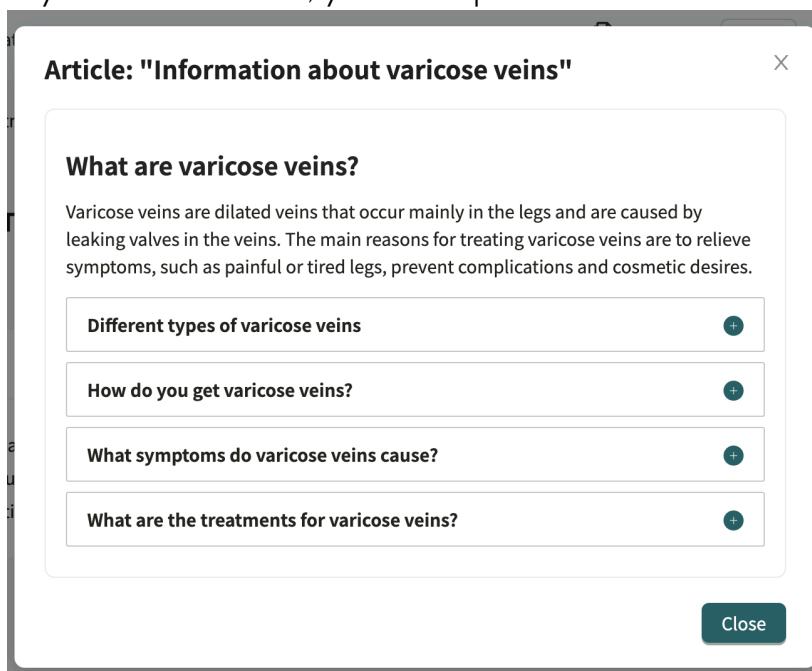 Article: "Information about varicose veins"
What are varicose veins?
Varicose veins are dilated veins that occur mainly in the legs and are caused by
leaking valves in the veins. The main reasons for treating varicose veins are to relieve
symptoms, such as painful or tired legs, prevent complications and cosmetic desires.
Different types of varicose veins
How do you get varicose veins?
What symptoms do varicose veins cause?
What are the treatments for varicose veins?
Close